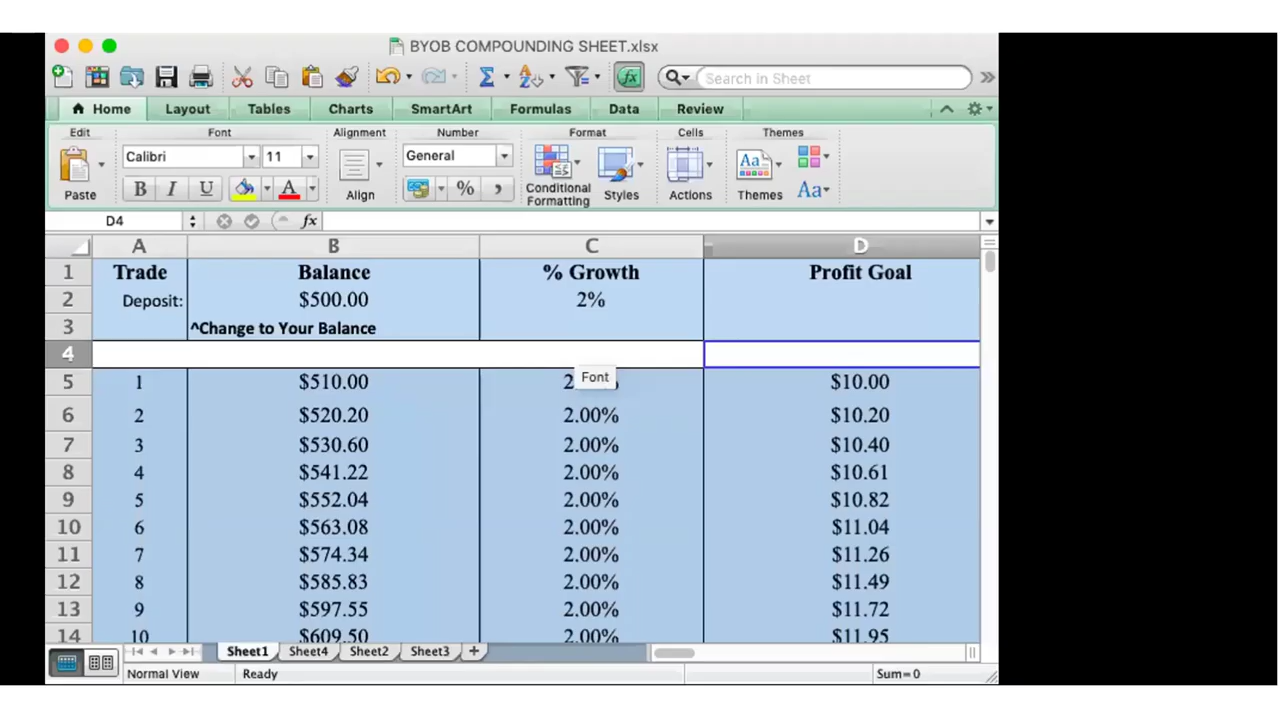 BYOB COMPOUNDING SHEET.xlsx
Search in Sheet
Home Layout Tables Charts SmartArt Formulas Data Review
Edit Font Alignment Number Format Cells Themes
Calibri 11 General
Paste B I U A Align % Conditional Formatting Styles Actions Themes Aa
D4 fx
A B C D
1 Trade Balance % Growth Profit Goal
2 Deposit: $500.00 2%
3 ^Change to Your Balance
4
Font
5 1 $510.00 $10.00
6 2 $520.20 2.00% $10.20
7 3 $530.60 2.00% $10.40
8 4 $541.22 2.00% $10.61
9 5 $552.04 2.00% $10.82
10 6 $563.08 2.00% $11.04
11 7 $574.34 2.00% $11.26
12 8 $585.83 2.00% $11.49
13 9 $597.55 2.00% $11.72
14 10 $609.50 2.00% $11.95
Sheet1 Sheet4 Sheet2 Sheet3 +
Normal View Ready Sum=0